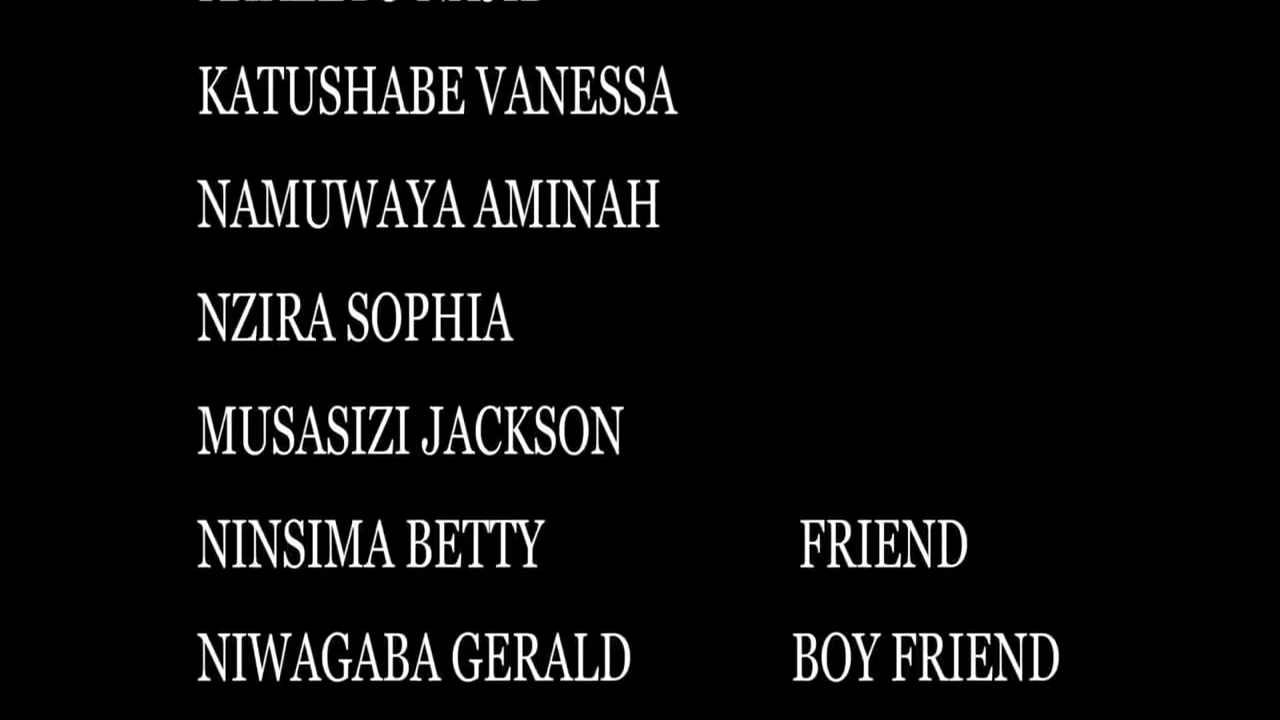 KATUSHABE VANESSA
NAMUWAYA AMINAH
NZIRA SOPHIA
MUSASIZI JACKSON
NINSIMA BETTY FRIEND
NIWAGABA GERALD BOY FRIEND